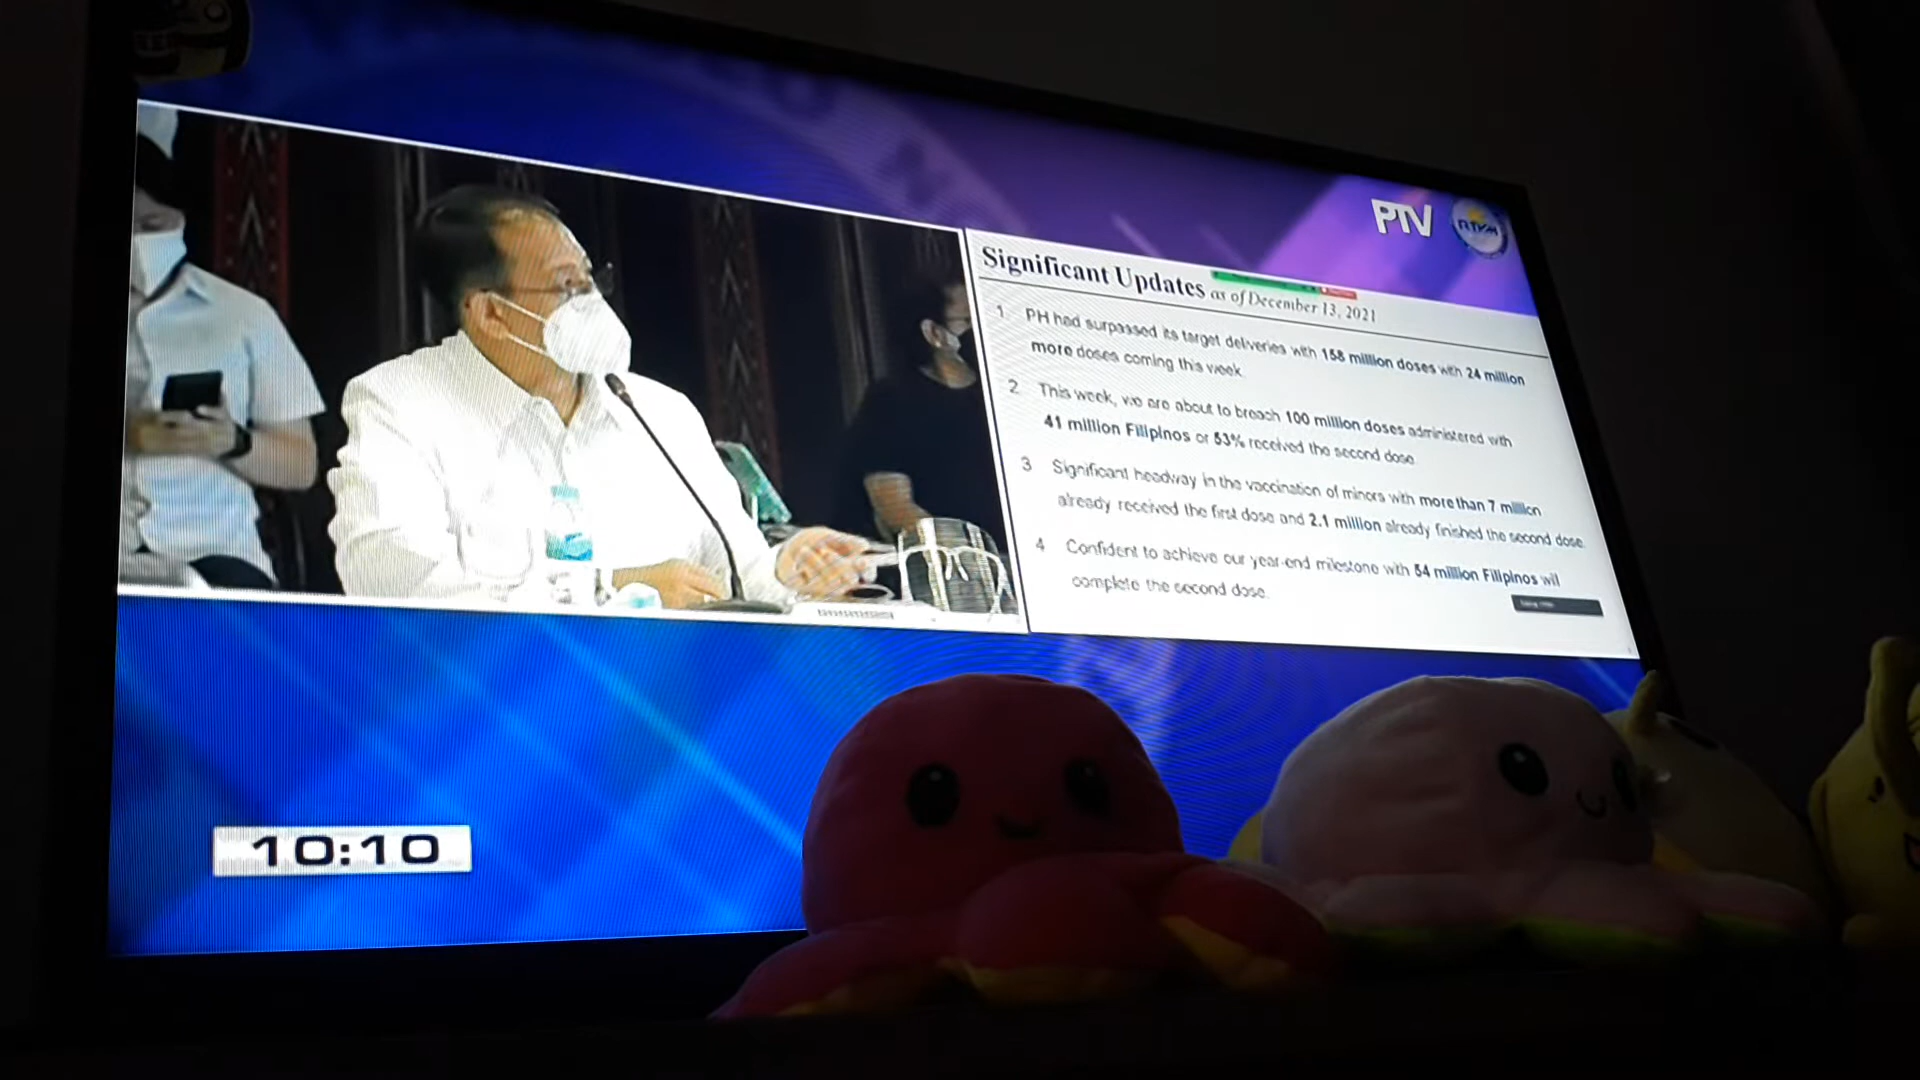 PTV
RTVM
Significant Updates as of December 13, 2021
1. PH had surpassed its target deliveries with 158 million doses with 24 million
more doses coming this week.
2 This week, we are about to breach 100 million doses administered with
41 million Filipinos or 53% received the second dose
3 Significant headway in the vaccination of minors with more than 7 million
already received the first dose and 2.1 million already finished the second dose.
4 Confident to achieve our year-end milestone with 54 million Filipinos will
complete the second dose.
10:10